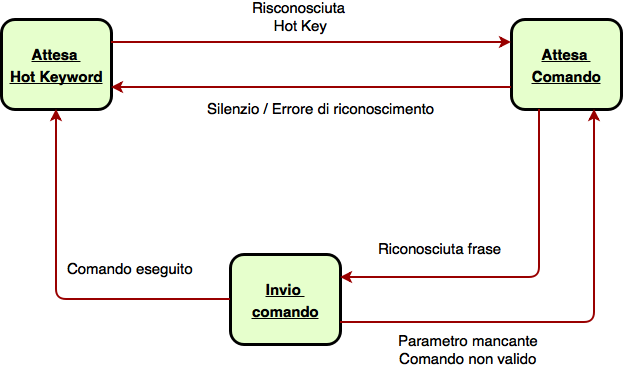 Risconosciuta
Hot Key
Attesa
Hot Keyword
Attesa
Comando
Silenzio / Errore di riconoscimento
Riconosciuta frase
Comando eseguito
Invio
comando
Parametro mancante
Comando non valido